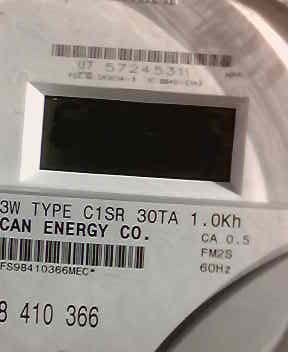 U7 57245311
3W TYPE C1SR 30TA 1.0Kh
CAN ENERGY CO.
CA 0.5
FM2S
60Hz
FS98410366MEC*
8 410 366